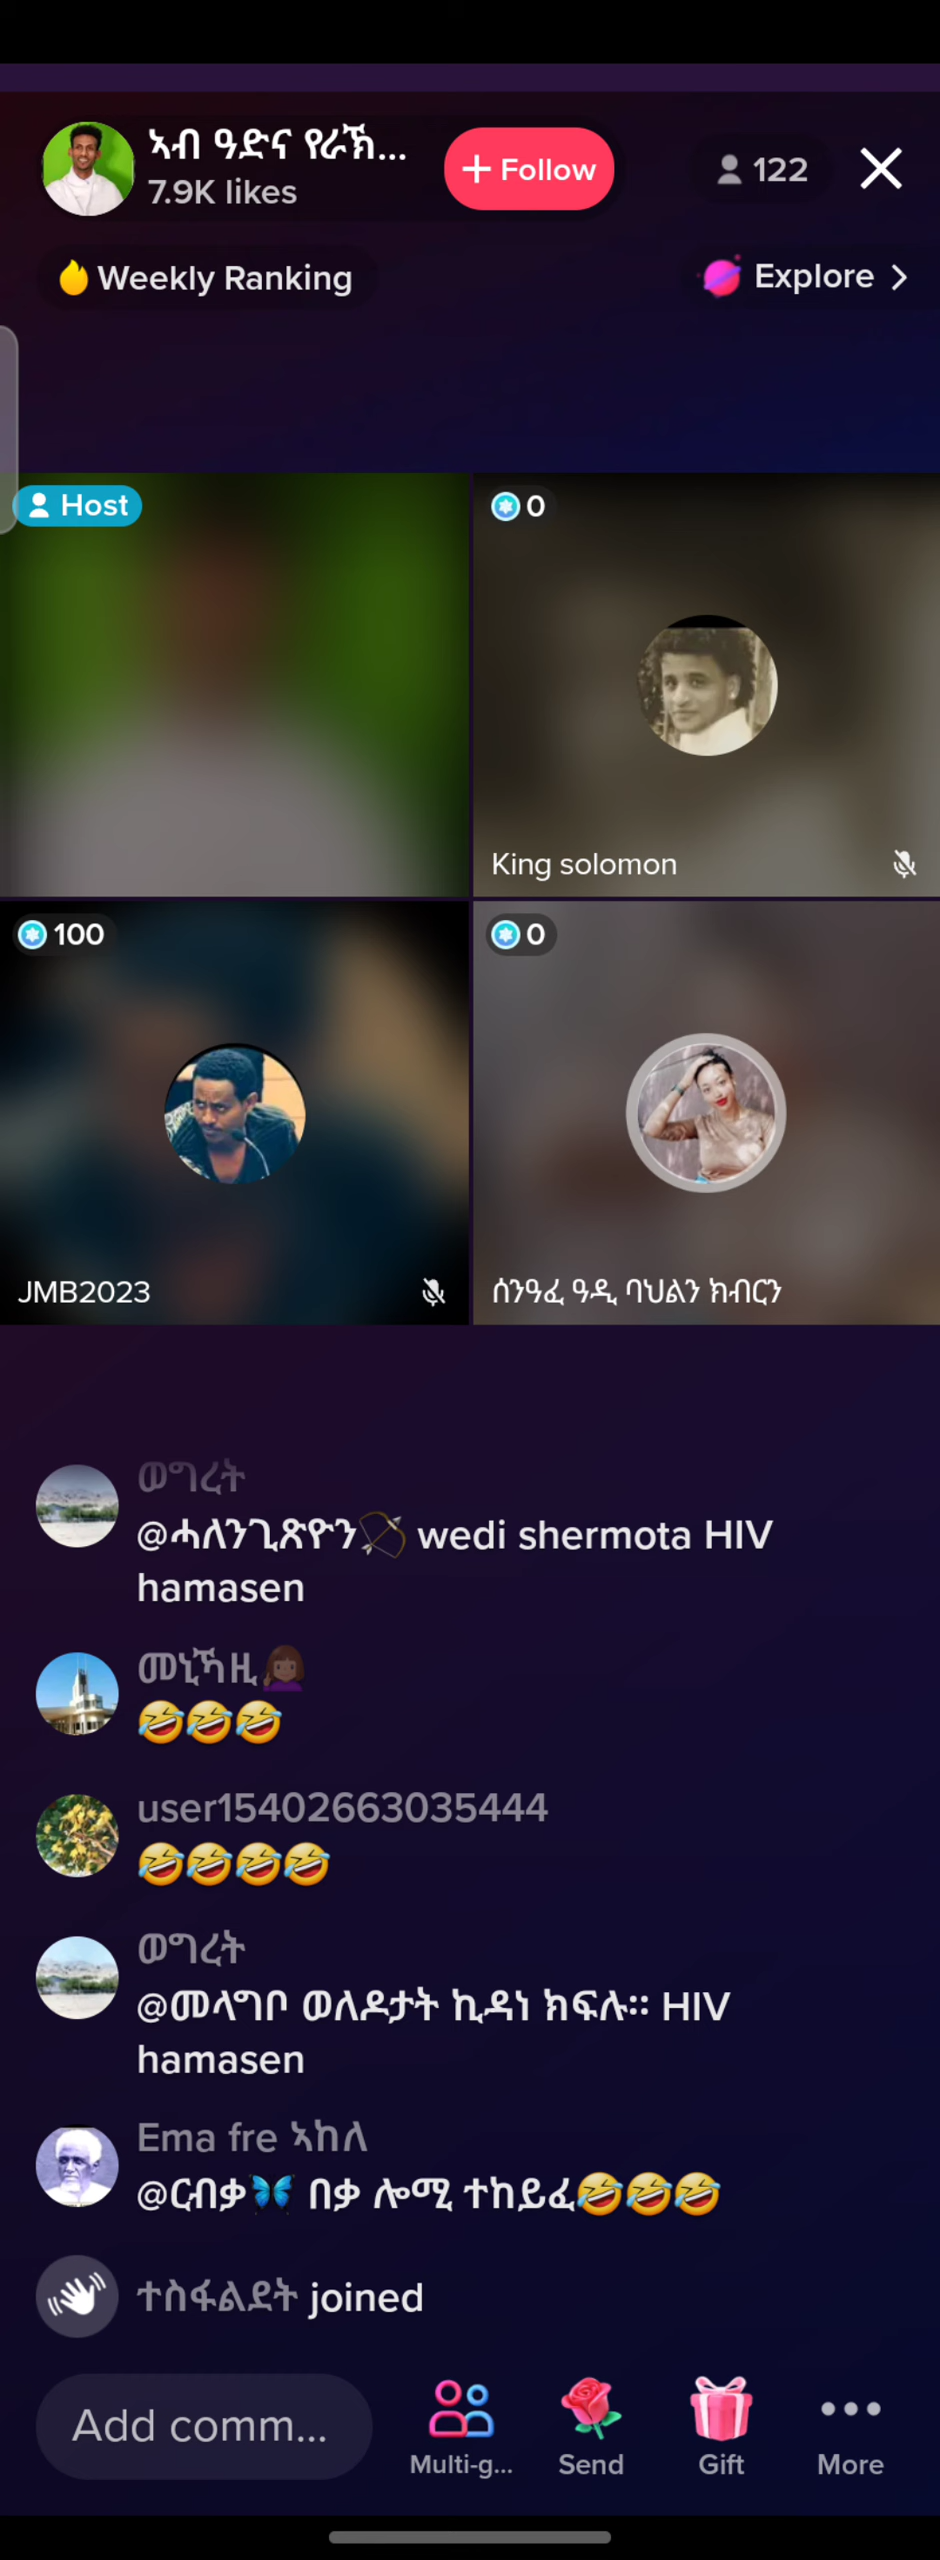 ኣብ ዓድና የራኽ...
7.9K likes
+ Follow
122
Weekly Ranking
Explore >
Host
0
King solomon
100
0
JMB2023
ሰንዓፈ ዓዲ ባህልን ክብርን
ወግረት
@ሓለንጊጽዮን🏹 wedi shermota HIV
hamasen
መኒኻዚ🙋🏾‍♀️
🤣🤣🤣
user15402663035444
🤣🤣🤣🤣
ወግረት
@መላግቦ ወለዶታት ኪዳነ ክፍሉ። HIV
hamasen
Ema fre ኣከለ
@ርብቃ🦋 በቃ ሎሚ ተከይፈ🤣🤣🤣
ተስፋልደት joined
Add comm...
Multi-g...
Send
Gift
More